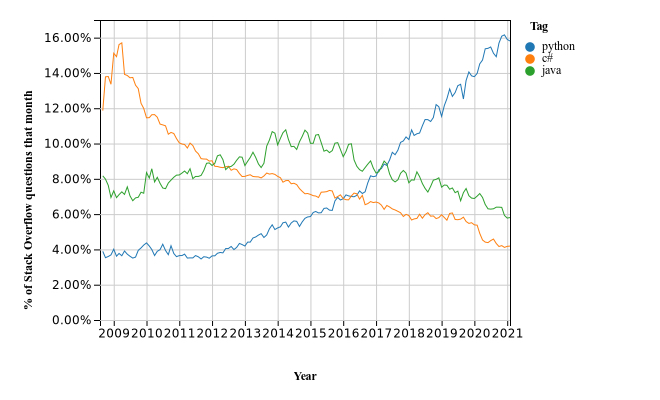 Tag
python
c#
java
16.00%
14.00%
12.00%
10.00%
8.00%
6.00%
4.00%
2.00%
0.00%
% of Stack Overflow questions that month
2009 2010 2011 2012 2013 2014 2015 2016 2017 2018 2019 2020 2021
Year